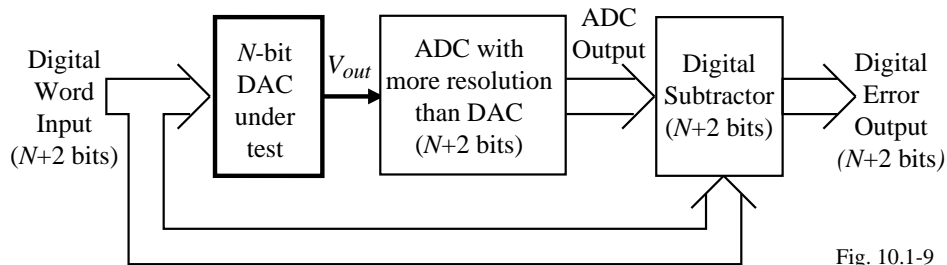 Digital
Word
Input
(N+2 bits)
N-bit
DAC
under
test
Vout
ADC with
more resolution
than DAC
(N+2 bits)
ADC
Output
Digital
Subtractor
(N+2 bits)
Digital
Error
Output
(N+2 bits)
Fig. 10.1-9